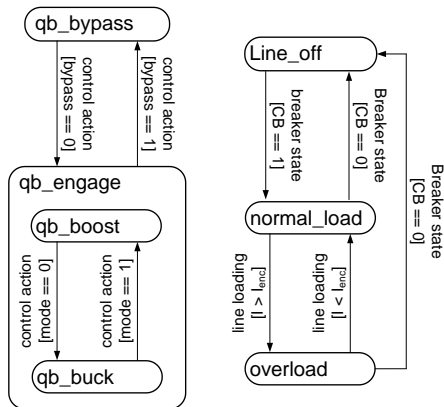 qb_bypass
control action
[bypass == 0]
control action
[bypass == 1]
qb_engage
qb_boost
control action
[mode == 0]
control action
[mode == 1]
qb_buck
Line_off
breaker state
[CB == 1]
Breaker state
[CB == 0]
Breaker state
[CB == 0]
normal_load
line loading
[I > Ienc]
line loading
[I < Ienc]
overload